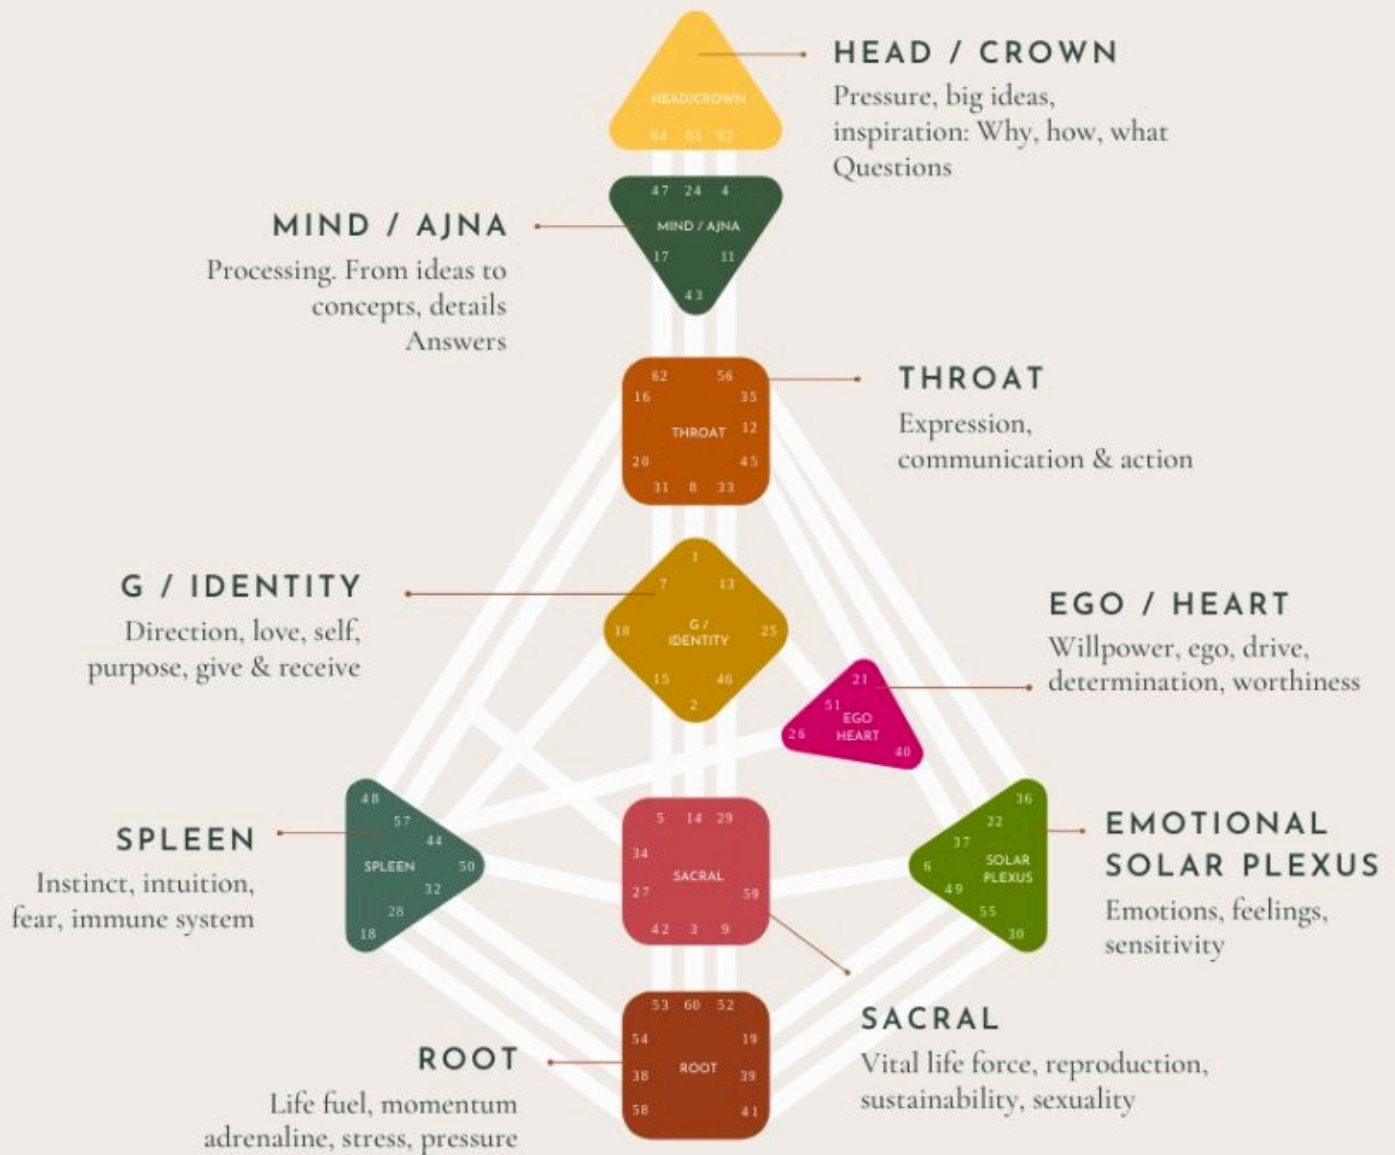 HEAD / CROWN
Pressure, big ideas,
inspiration: Why, how, what
Questions
HEAD/CROWN
64 61 63
47 24 4
MIND / AJNA
17 11
43
MIND / AJNA
Processing. From ideas to
concepts, details
Answers
THROAT
Expression,
communication & action
62 56
16 35
THROAT 12
20 45
31 8 33
G / IDENTITY
Direction, love, self,
purpose, give & receive
1
7 13
10 G / 25
IDENTITY
15 46
2
EGO / HEART
Willpower, ego, drive,
determination, worthiness
21
51
EGO
26 HEART
40
SPLEEN
Instinct, intuition,
fear, immune system
48
57
44
SPLEEN 50
32
28
18
5 14 29
34
SACRAL
27 59
42 3 9
36
22
37
6 SOLAR
PLEXUS
49
55
30
EMOTIONAL
SOLAR PLEXUS
Emotions, feelings,
sensitivity
SACRAL
Vital life force, reproduction,
sustainability, sexuality
ROOT
Life fuel, momentum
adrenaline, stress, pressure
53 60 52
54 19
ROOT
38 39
58 41